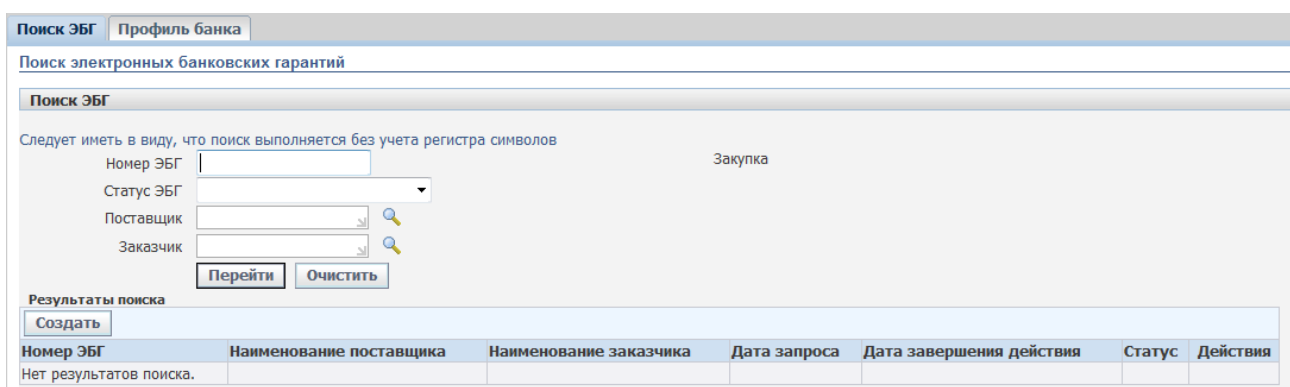 Поиск ЭБГ Профиль банка
Поиск электронных банковских гарантий
Поиск ЭБГ
Следует иметь в виду, что поиск выполняется без учета регистра символов
Номер ЭБГ Закупка
Статус ЭБГ
Поставщик
Заказчик
Перейти Очистить
Результаты поиска
Создать
Номер ЭБГ Наименование поставщика Наименование заказчика Дата запроса Дата завершения действия Статус Действия
Нет результатов поиска.